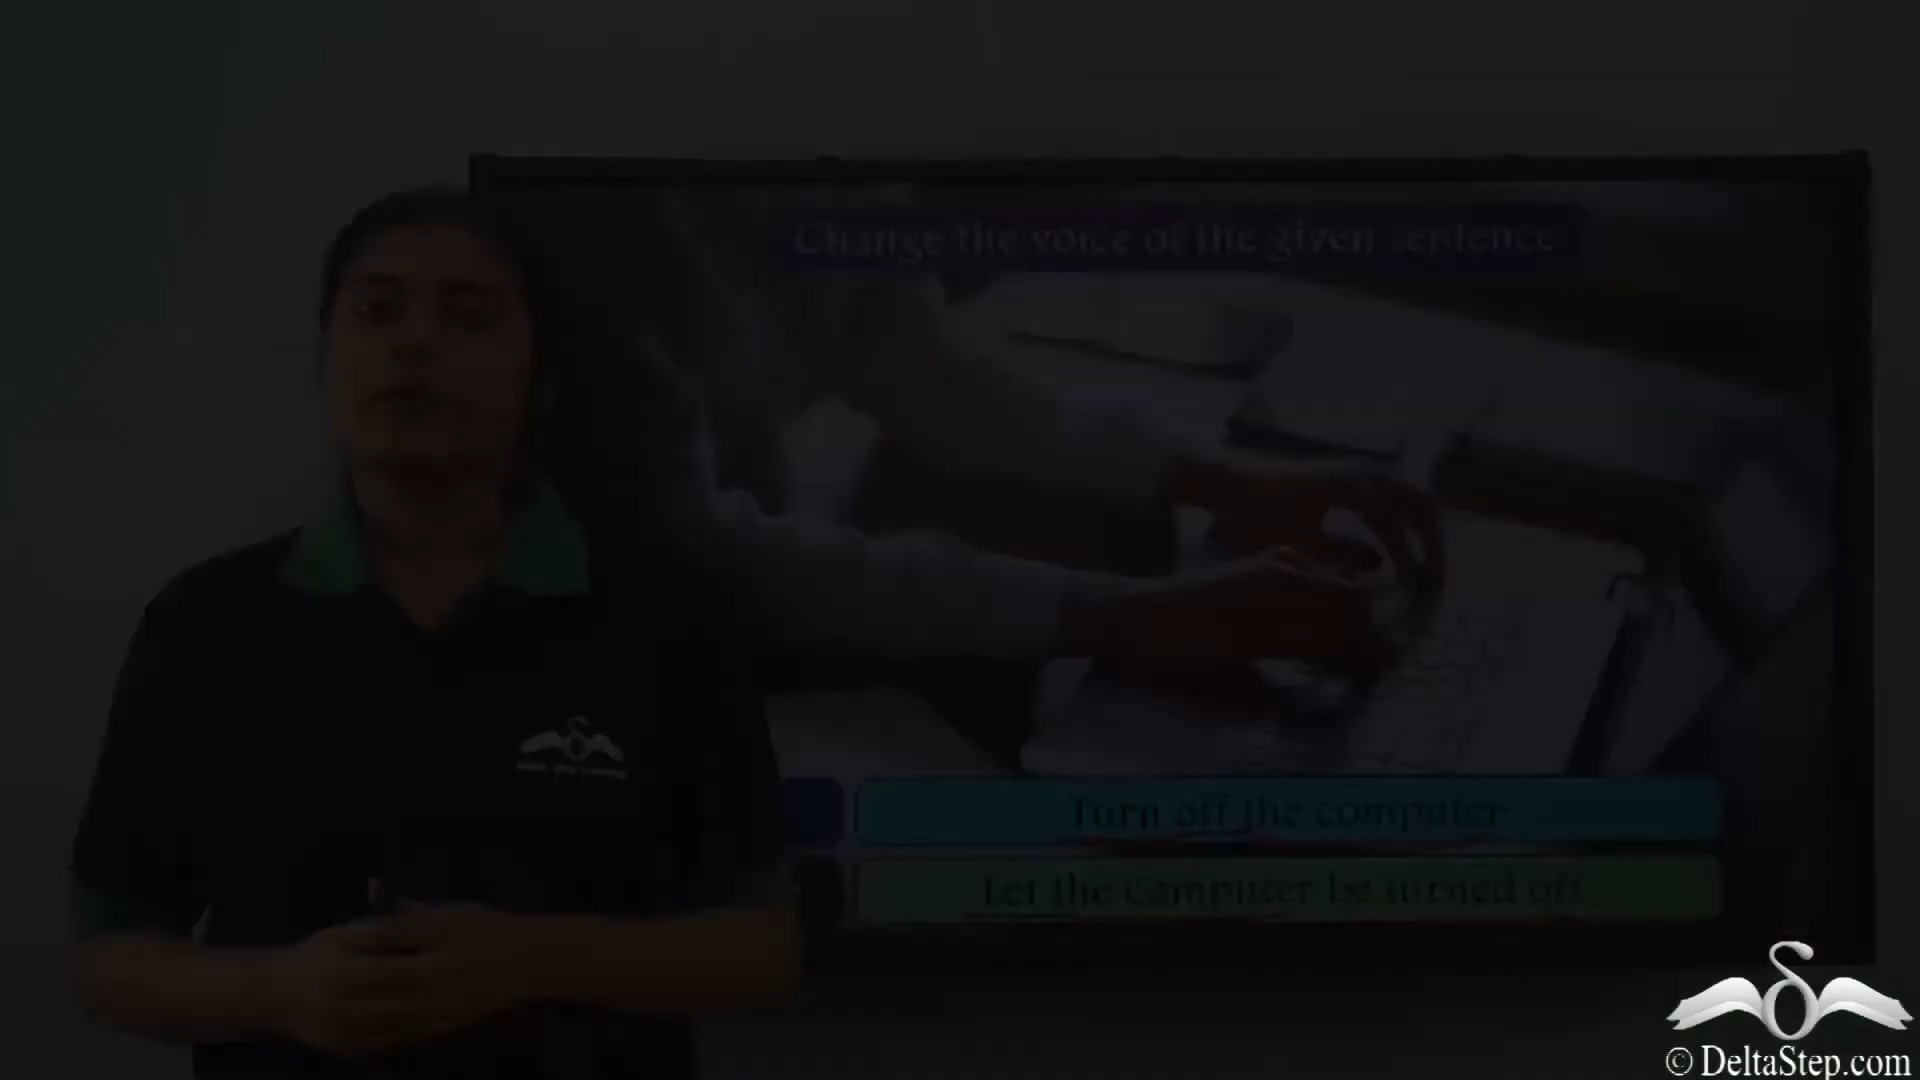 Change the voice of the given sentence
Turn off the computer
Let the computer be turned off
© DeltaStep.com